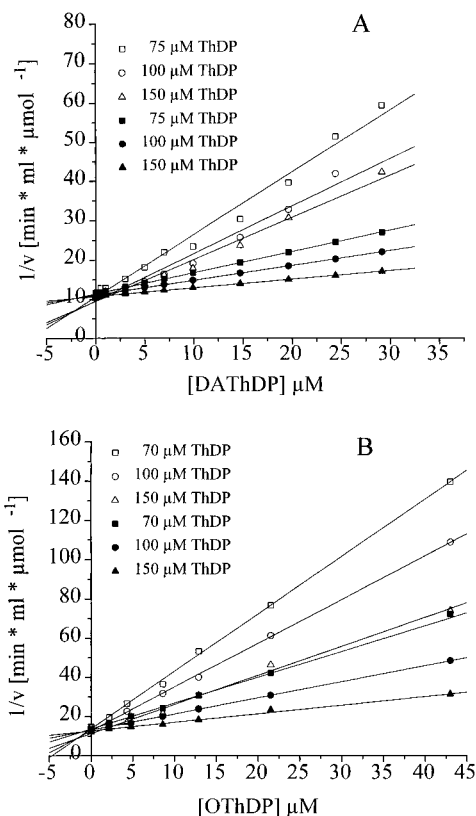 A
80
70
60
50
40
30
20
10
0
1/v [min * ml * µmol ⁻¹]
□ 75 µM ThDP
○ 100 µM ThDP
△ 150 µM ThDP
■ 75 µM ThDP
● 100 µM ThDP
▲ 150 µM ThDP
-5 0 5 10 15 20 25 30 35
[DAThDP] µM
B
160
140
120
100
80
60
40
20
0
1/v [min * ml * µmol ⁻¹]
□ 70 µM ThDP
○ 100 µM ThDP
△ 150 µM ThDP
■ 70 µM ThDP
● 100 µM ThDP
▲ 150 µM ThDP
-5 0 5 10 15 20 25 30 35 40 45
[OThDP] µM